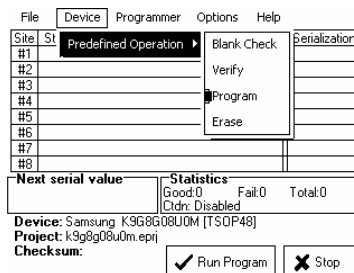 File Device Programmer Options Help
Site St Predefined Operation Blank Check Serialization
#1
#2 Verify
#3
#4 Program
#5
#6 Erase
#7
#8
Next serial value Statistics
Good:0 Fail:0 Total:0
Ctdn: Disabled
Device: Samsung K9G8G08U0M [TSOP48]
Project: k9g8g08u0m.eprj
Checksum:
Run Program Stop